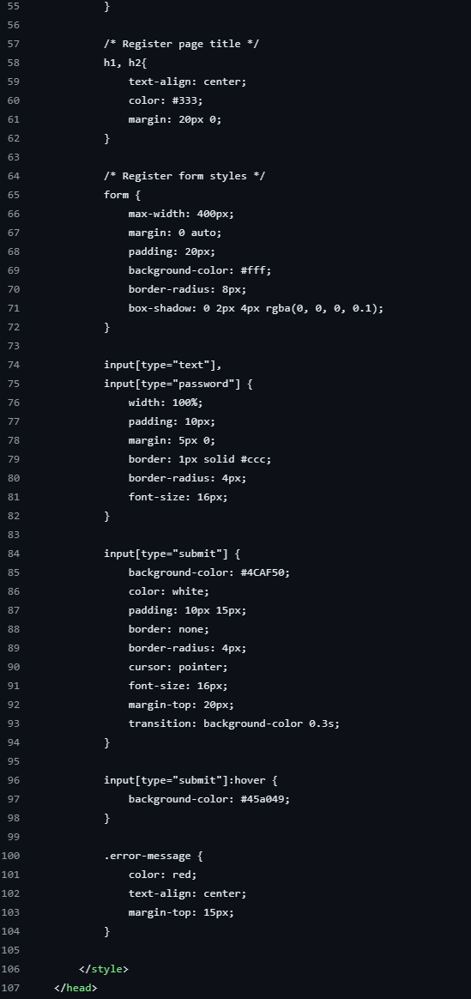 55             }
56
57             /* Register page title */
58             h1, h2{
59                 text-align: center;
60                 color: #333;
61                 margin: 20px 0;
62             }
63
64             /* Register form styles */
65             form {
66                 max-width: 400px;
67                 margin: 0 auto;
68                 padding: 20px;
69                 background-color: #fff;
70                 border-radius: 8px;
71                 box-shadow: 0 2px 4px rgba(0, 0, 0, 0.1);
72             }
73
74             input[type="text"],
75             input[type="password"] {
76                 width: 100%;
77                 padding: 10px;
78                 margin: 5px 0;
79                 border: 1px solid #ccc;
80                 border-radius: 4px;
81                 font-size: 16px;
82             }
83
84             input[type="submit"] {
85                 background-color: #4CAF50;
86                 color: white;
87                 padding: 10px 15px;
88                 border: none;
89                 border-radius: 4px;
90                 cursor: pointer;
91                 font-size: 16px;
92                 margin-top: 20px;
93                 transition: background-color 0.3s;
94             }
95
96             input[type="submit"]:hover {
97                 background-color: #45a049;
98             }
99
100             .error-message {
101                 color: red;
102                 text-align: center;
103                 margin-top: 15px;
104             }
105
106         </style>
107     </head>